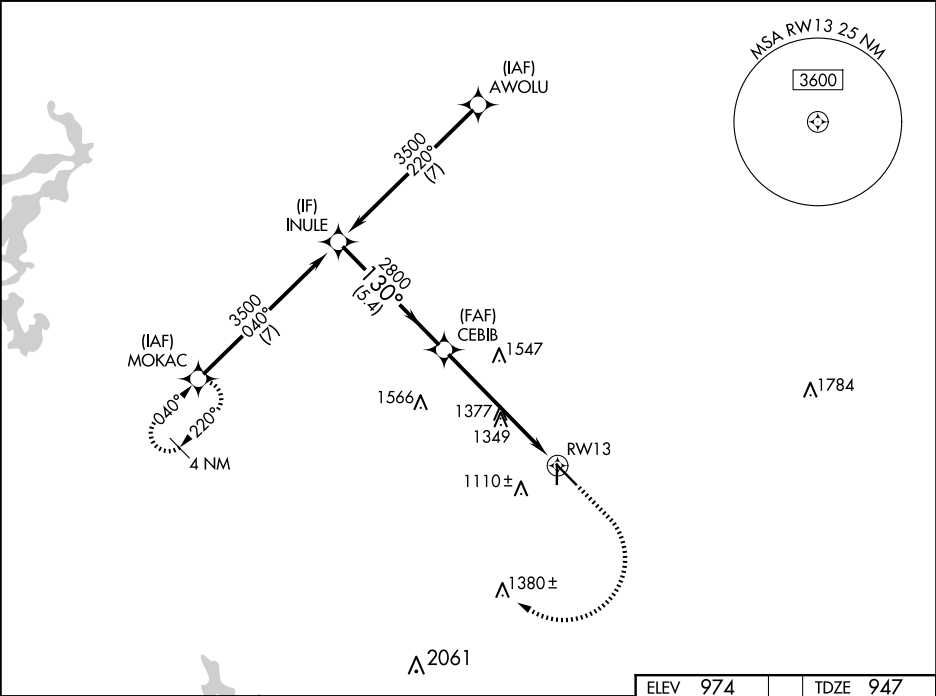 MSA RW13 25 NM
3600
(IAF)
AWOLU
3500
220°
(7)
(IF)
INULE
2800
130°
(5.4)
3500
040°
(7)
(FAF)
CEBIB
(IAF)
MOKAC
1547
1784
1566
1377
1349
040°
220°
4 NM
RW13
1110±
1380±
2061
ELEV 974
TDZE 947